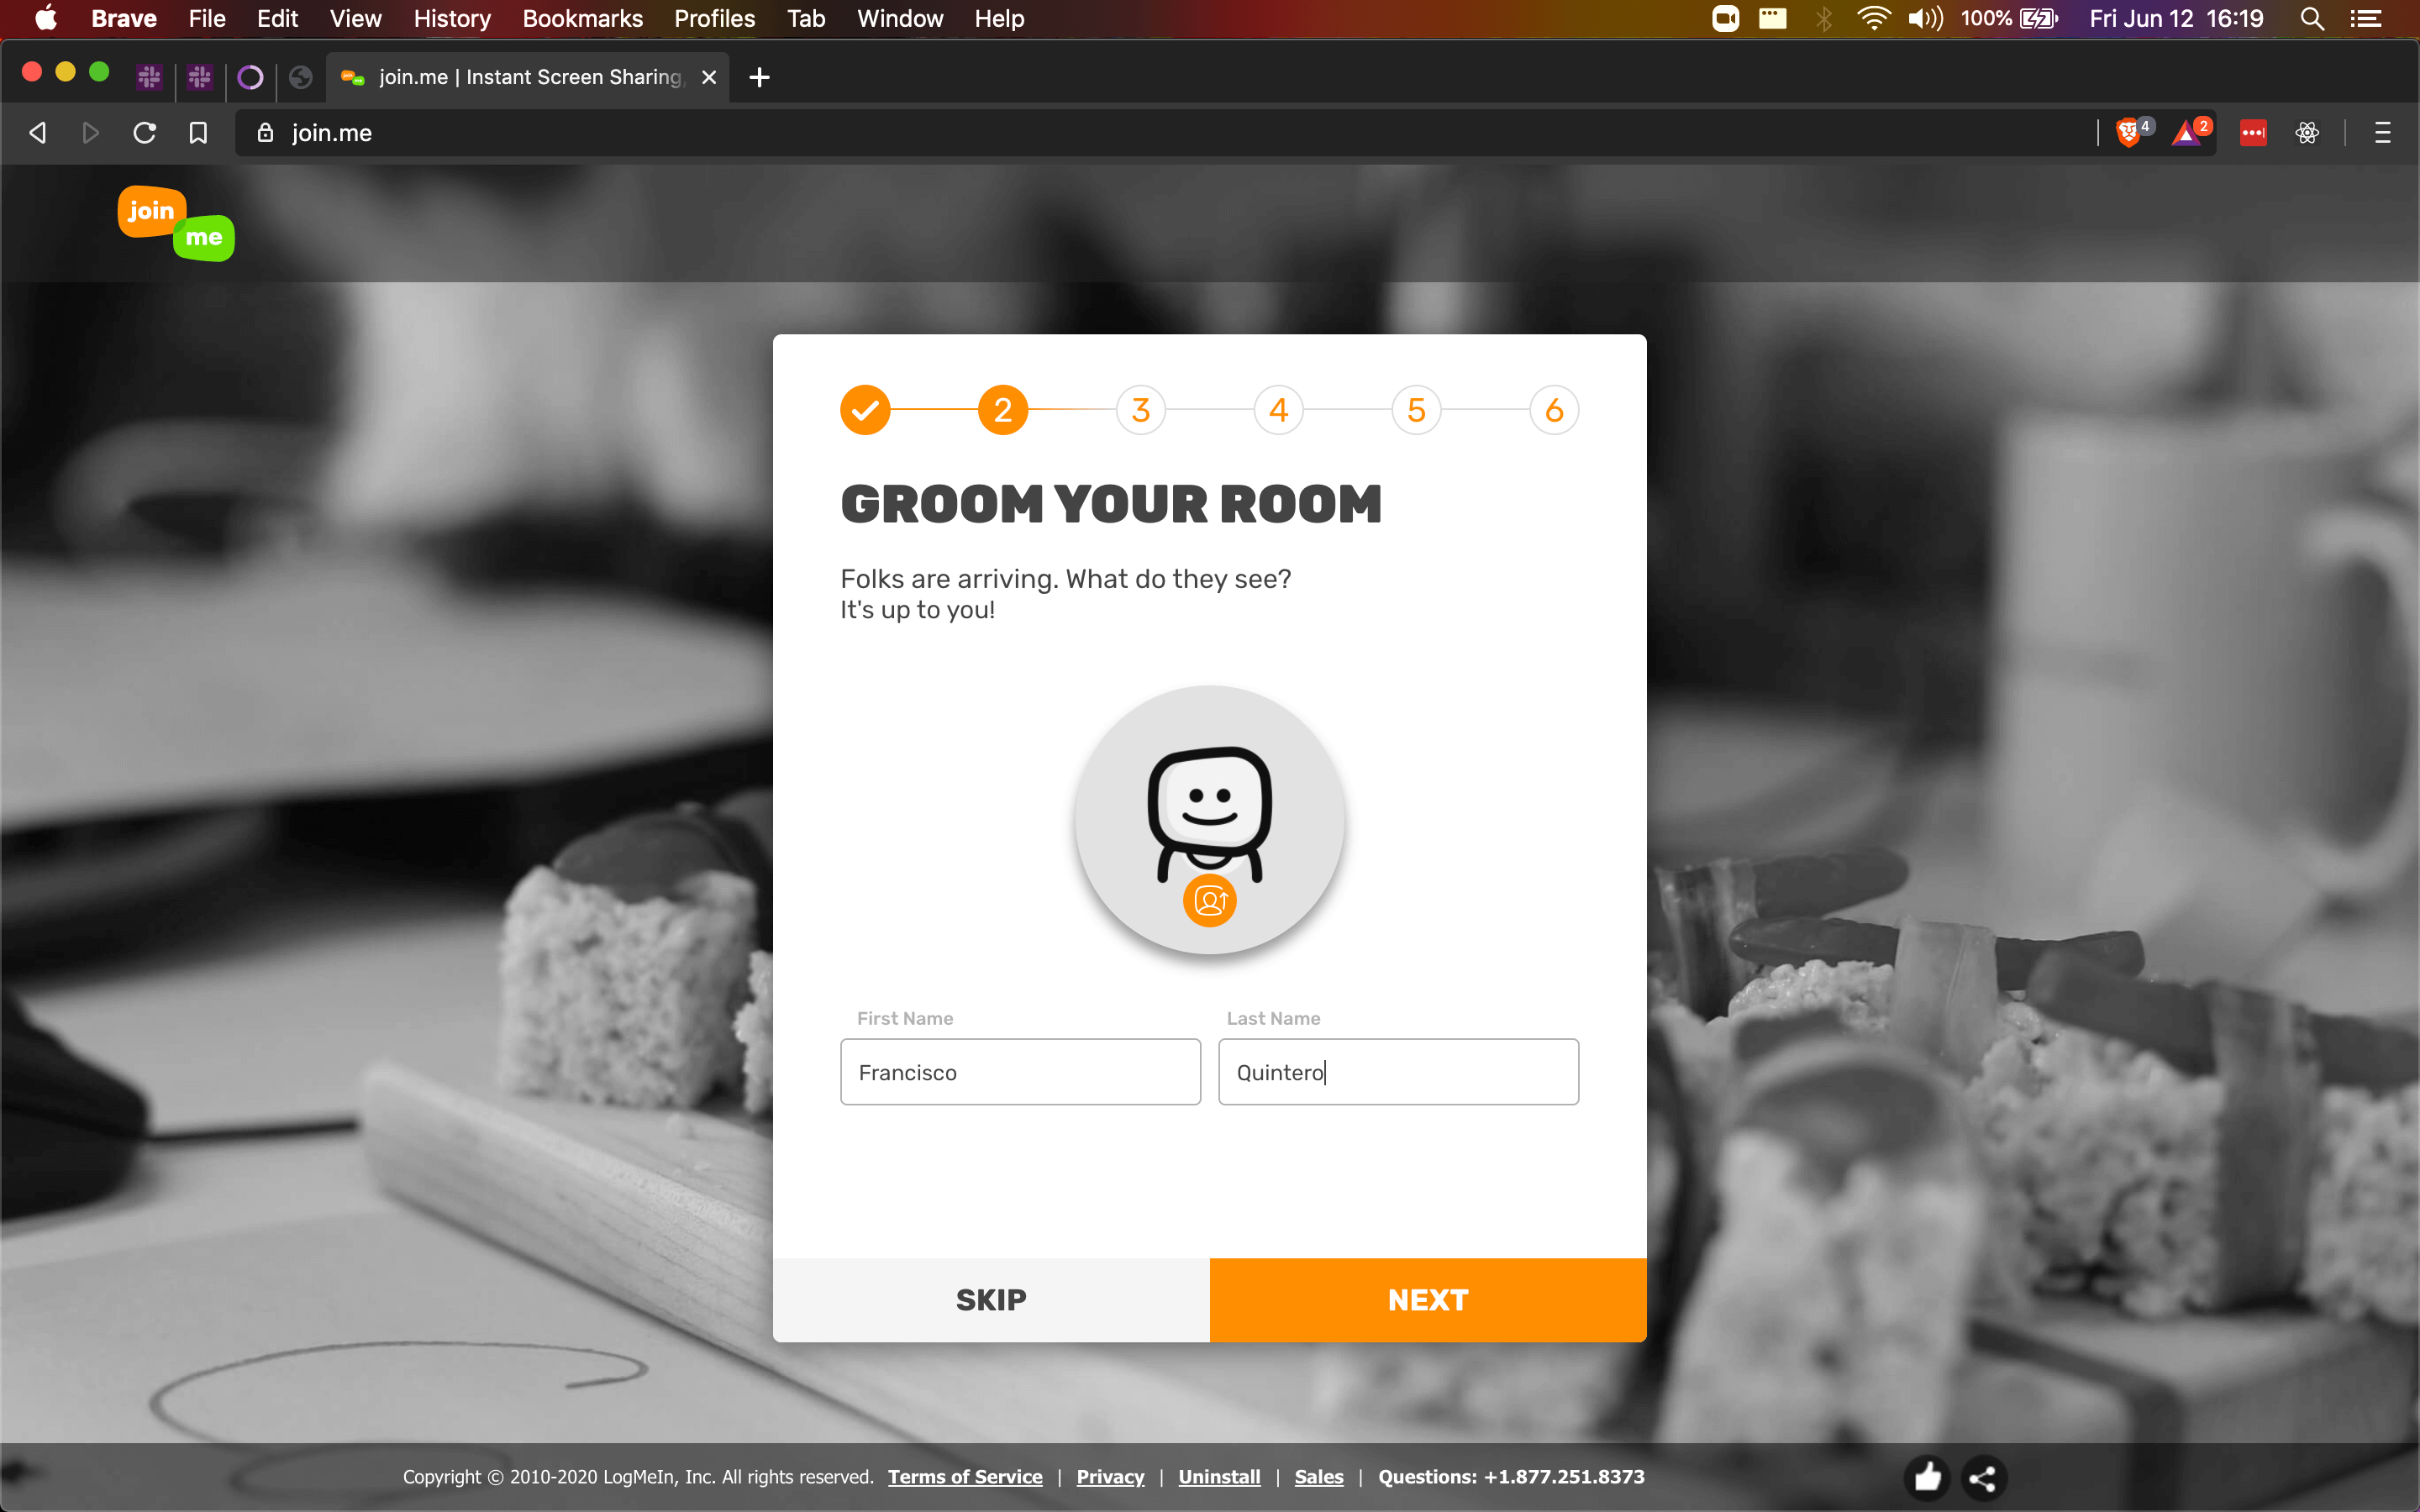 Brave File Edit View History Bookmarks Profiles Tab Window Help 100% Fri Jun 12 16:19
join.me | Instant Screen Sharing,
join.me 4 2
join
me
2 3 4 5 6
GROOM YOUR ROOM
Folks are arriving. What do they see?
It's up to you!
First Name Last Name
Francisco Quintero
SKIP NEXT
Copyright © 2010-2020 LogMeIn, Inc. All rights reserved. Terms of Service | Privacy | Uninstall | Sales | Questions: +1.877.251.8373